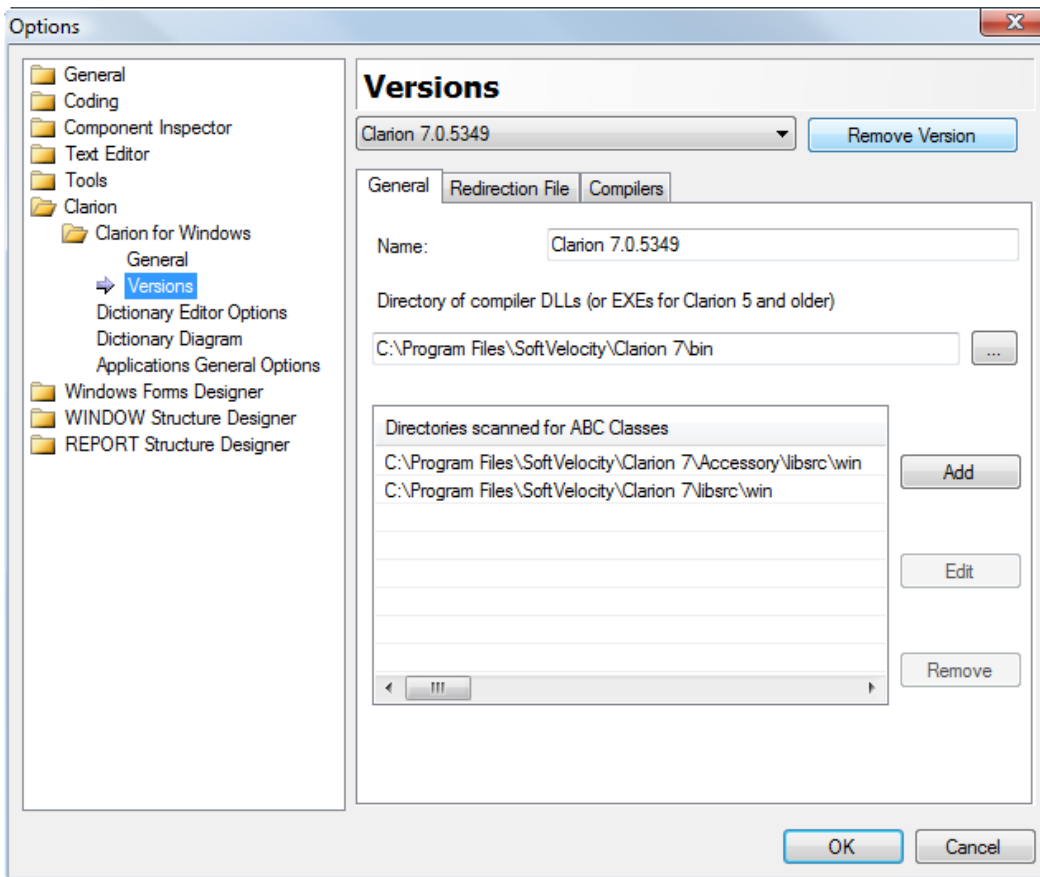 Options
General
Coding
Component Inspector
Text Editor
Tools
Clarion
Clarion for Windows
General
Versions
Dictionary Editor Options
Dictionary Diagram
Applications General Options
Windows Forms Designer
WINDOW Structure Designer
REPORT Structure Designer
Versions
Clarion 7.0.5349
Remove Version
General Redirection File Compilers
Name: Clarion 7.0.5349
Directory of compiler DLLs (or EXEs for Clarion 5 and older)
C:\Program Files\SoftVelocity\Clarion 7\bin
...
Directories scanned for ABC Classes
C:\Program Files\SoftVelocity\Clarion 7\Accessory\libsrc\win
C:\Program Files\SoftVelocity\Clarion 7\libsrc\win
Add
Edit
Remove
OK Cancel